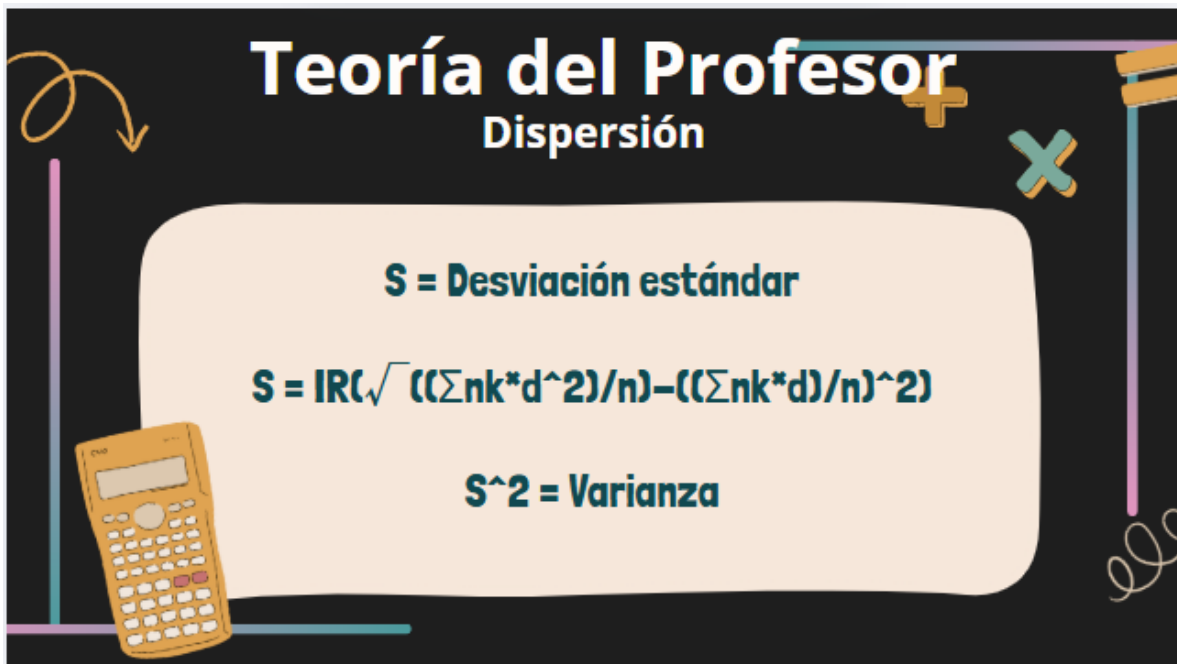 Teoría del Profesor
Dispersión
S = Desviación estándar
S = IR(√‾((∑nk*d^2)/n)-((∑nk*d)/n)^2)
S^2 = Varianza